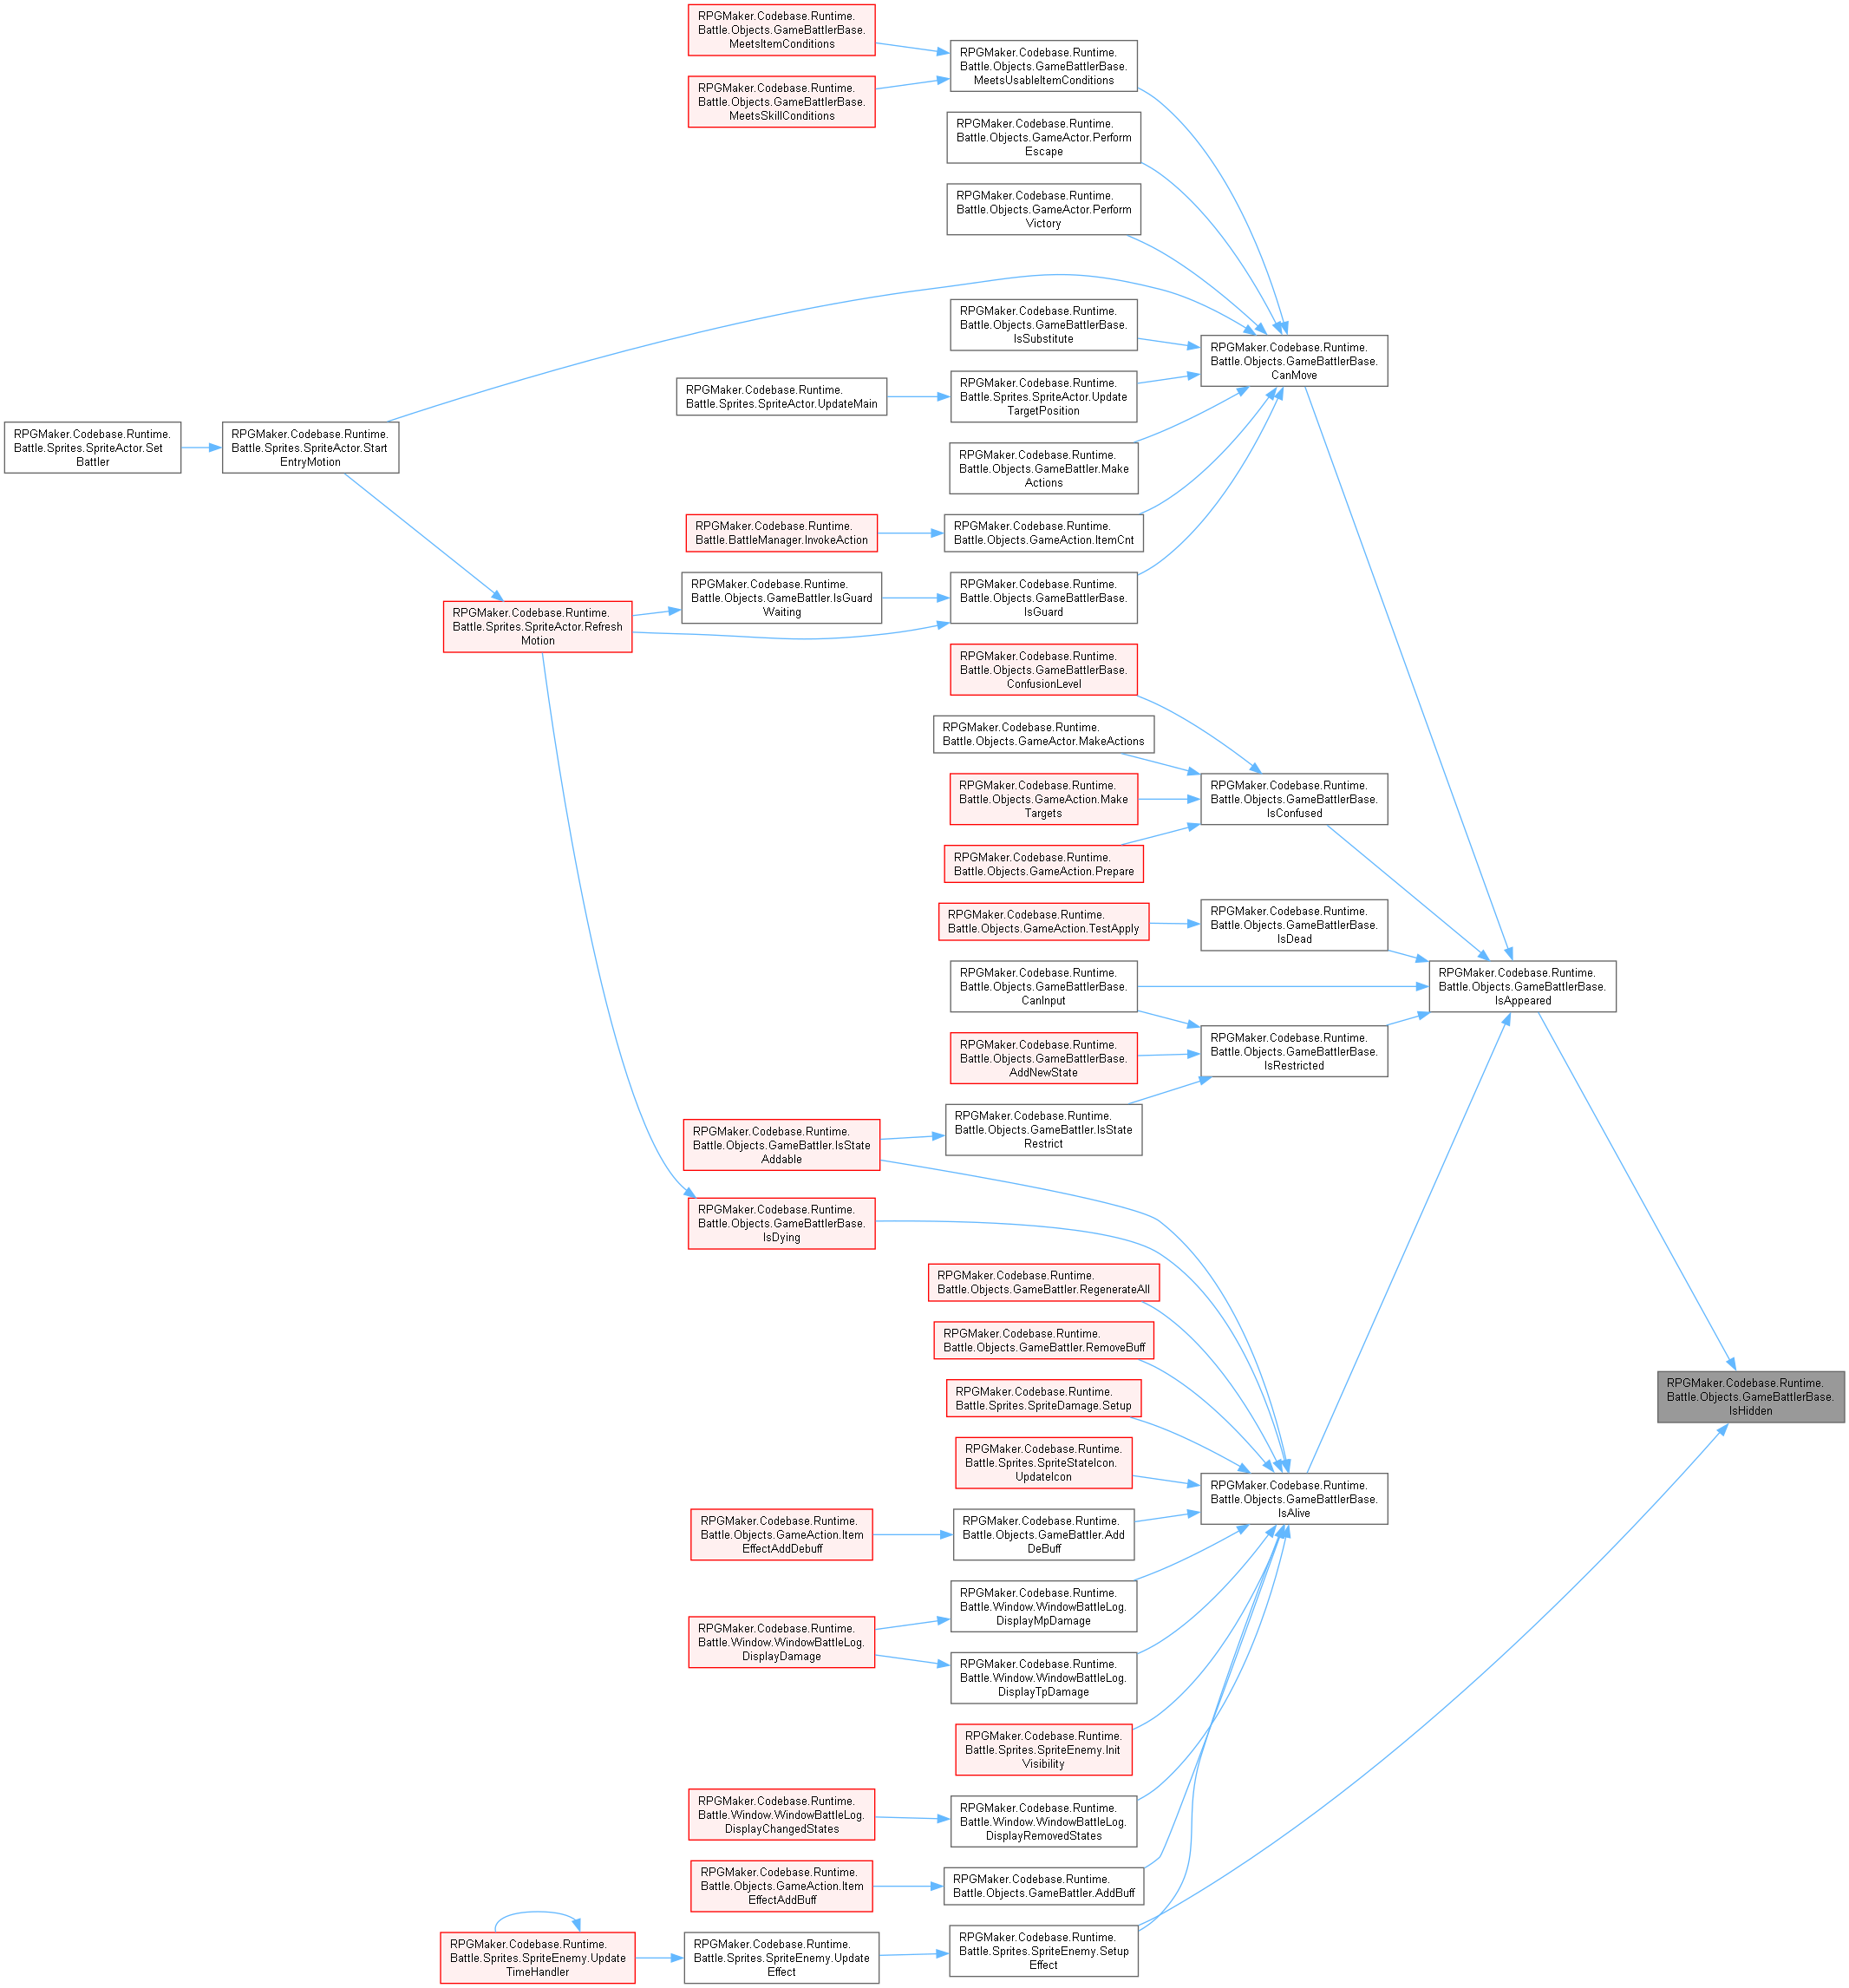 RPGMaker.Codebase.Runtime.
Battle.Objects.GameBattlerBase.
MeetsItemConditions
RPGMaker.Codebase.Runtime.
Battle.Objects.GameBattlerBase.
MeetsUsableItemConditions
RPGMaker.Codebase.Runtime.
Battle.Objects.GameBattlerBase.
MeetsSkillConditions
RPGMaker.Codebase.Runtime.
Battle.Objects.GameActor.Perform
Escape
RPGMaker.Codebase.Runtime.
Battle.Objects.GameActor.Perform
Victory
RPGMaker.Codebase.Runtime.
Battle.Objects.GameBattlerBase.
IsSubstitute
RPGMaker.Codebase.Runtime.
Battle.Objects.GameBattlerBase.
CanMove
RPGMaker.Codebase.Runtime.
Battle.Sprites.SpriteActor.UpdateMain
RPGMaker.Codebase.Runtime.
Battle.Sprites.SpriteActor.Update
TargetPosition
RPGMaker.Codebase.Runtime.
Battle.Sprites.SpriteActor.Set
Battler
RPGMaker.Codebase.Runtime.
Battle.Sprites.SpriteActor.Start
EntryMotion
RPGMaker.Codebase.Runtime.
Battle.Objects.GameBattler.Make
Actions
RPGMaker.Codebase.Runtime.
Battle.BattleManager.InvokeAction
RPGMaker.Codebase.Runtime.
Battle.Objects.GameAction.ItemCnt
RPGMaker.Codebase.Runtime.
Battle.Objects.GameBattler.IsGuard
Waiting
RPGMaker.Codebase.Runtime.
Battle.Objects.GameBattlerBase.
IsGuard
RPGMaker.Codebase.Runtime.
Battle.Sprites.SpriteActor.Refresh
Motion
RPGMaker.Codebase.Runtime.
Battle.Objects.GameBattlerBase.
ConfusionLevel
RPGMaker.Codebase.Runtime.
Battle.Objects.GameActor.MakeActions
RPGMaker.Codebase.Runtime.
Battle.Objects.GameAction.Make
Targets
RPGMaker.Codebase.Runtime.
Battle.Objects.GameBattlerBase.
IsConfused
RPGMaker.Codebase.Runtime.
Battle.Objects.GameAction.Prepare
RPGMaker.Codebase.Runtime.
Battle.Objects.GameAction.TestApply
RPGMaker.Codebase.Runtime.
Battle.Objects.GameBattlerBase.
IsDead
RPGMaker.Codebase.Runtime.
Battle.Objects.GameBattlerBase.
CanInput
RPGMaker.Codebase.Runtime.
Battle.Objects.GameBattlerBase.
IsAppeared
RPGMaker.Codebase.Runtime.
Battle.Objects.GameBattlerBase.
AddNewState
RPGMaker.Codebase.Runtime.
Battle.Objects.GameBattlerBase.
IsRestricted
RPGMaker.Codebase.Runtime.
Battle.Objects.GameBattler.IsState
Addable
RPGMaker.Codebase.Runtime.
Battle.Objects.GameBattler.IsState
Restrict
RPGMaker.Codebase.Runtime.
Battle.Objects.GameBattlerBase.
IsDying
RPGMaker.Codebase.Runtime.
Battle.Objects.GameBattler.RegenerateAll
RPGMaker.Codebase.Runtime.
Battle.Objects.GameBattler.RemoveBuff
RPGMaker.Codebase.Runtime.
Battle.Sprites.SpriteDamage.Setup
RPGMaker.Codebase.Runtime.
Battle.Objects.GameBattlerBase.
IsHidden
RPGMaker.Codebase.Runtime.
Battle.Sprites.SpriteStateIcon.
UpdateIcon
RPGMaker.Codebase.Runtime.
Battle.Objects.GameBattlerBase.
IsAlive
RPGMaker.Codebase.Runtime.
Battle.Objects.GameAction.Item
EffectAddDebuff
RPGMaker.Codebase.Runtime.
Battle.Objects.GameBattler.Add
DeBuff
RPGMaker.Codebase.Runtime.
Battle.Window.WindowBattleLog.
DisplayMpDamage
RPGMaker.Codebase.Runtime.
Battle.Window.WindowBattleLog.
DisplayDamage
RPGMaker.Codebase.Runtime.
Battle.Window.WindowBattleLog.
DisplayTpDamage
RPGMaker.Codebase.Runtime.
Battle.Sprites.SpriteEnemy.Init
Visibility
RPGMaker.Codebase.Runtime.
Battle.Window.WindowBattleLog.
DisplayChangedStates
RPGMaker.Codebase.Runtime.
Battle.Window.WindowBattleLog.
DisplayRemovedStates
RPGMaker.Codebase.Runtime.
Battle.Objects.GameAction.Item
EffectAddBuff
RPGMaker.Codebase.Runtime.
Battle.Objects.GameBattler.AddBuff
RPGMaker.Codebase.Runtime.
Battle.Sprites.SpriteEnemy.Update
TimeHandler
RPGMaker.Codebase.Runtime.
Battle.Sprites.SpriteEnemy.Update
Effect
RPGMaker.Codebase.Runtime.
Battle.Sprites.SpriteEnemy.Setup
Effect